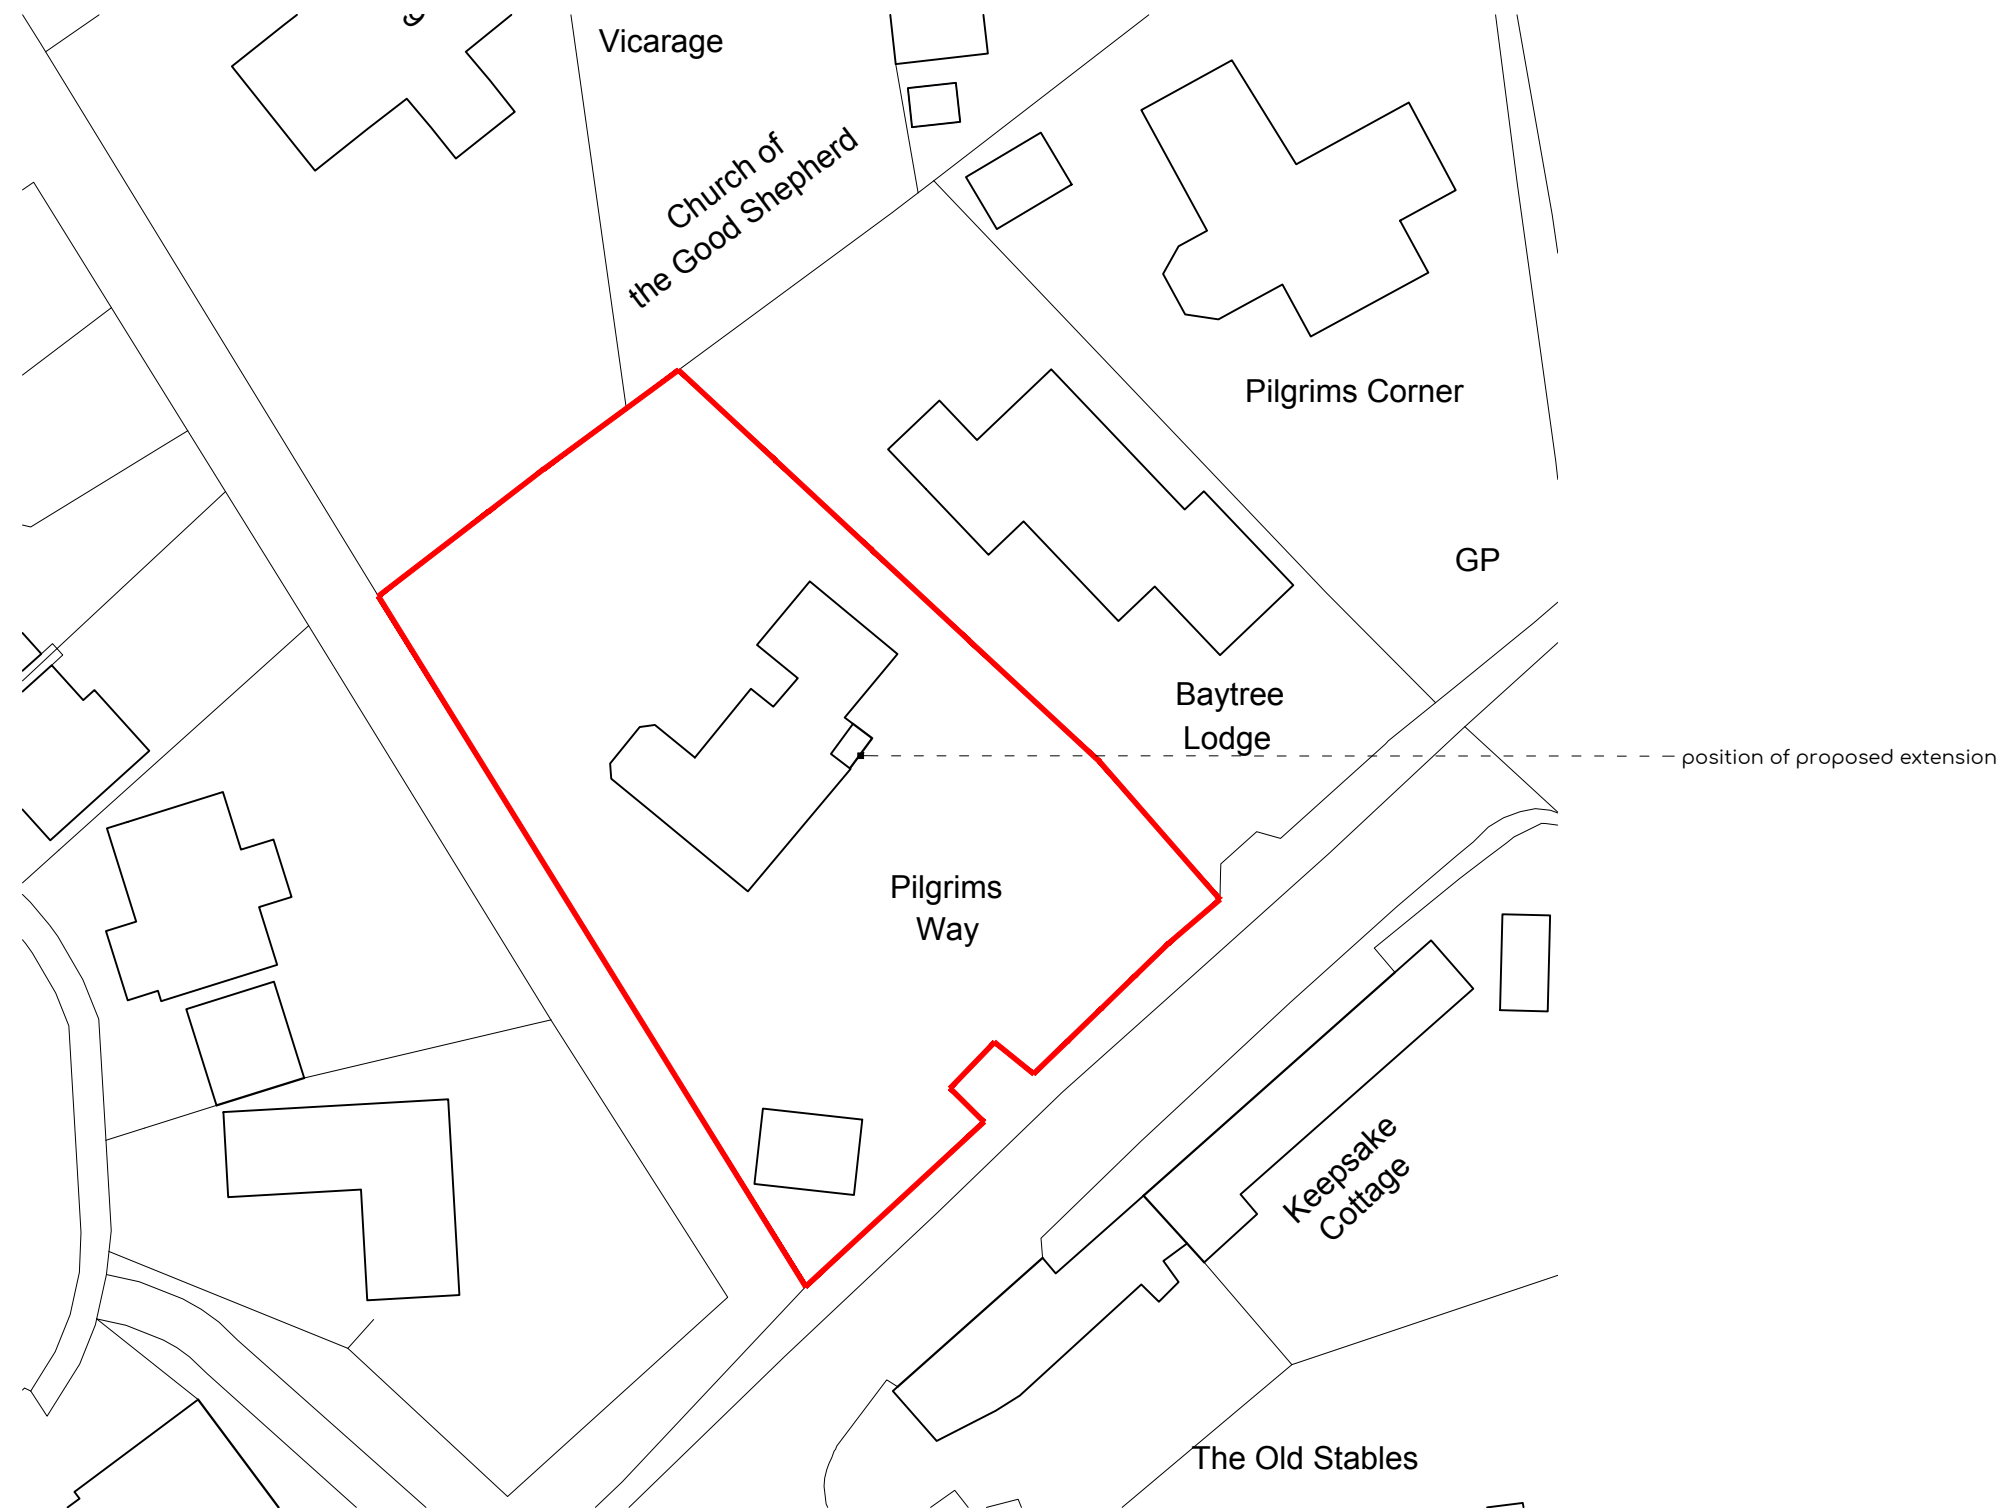 Vicarage
Church of
the Good Shepherd
Pilgrims Corner
GP
Baytree
Lodge
position of proposed extension
Pilgrims
Way
Keepsake
Cottage
The Old Stables